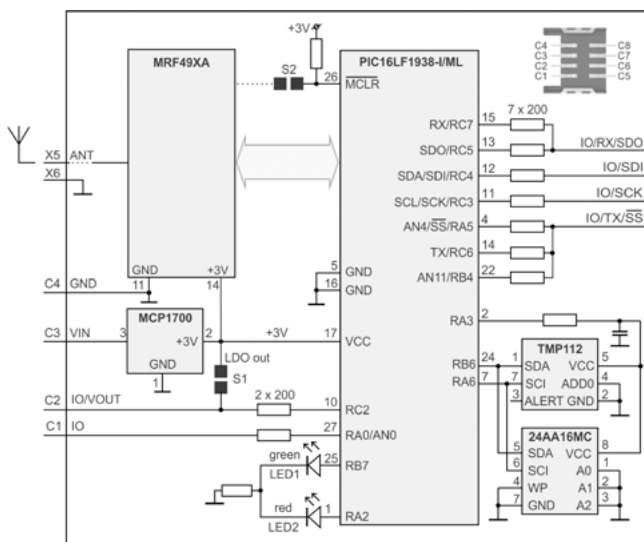 +3V
MRF49XA
S2
26
MCLR
PIC16LF1938-I/ML
C4
C3
C2
C1
C8
C7
C6
C5
7 x 200
RX/RC7
15
SDO/RC5
13
IO/RX/SDO
SDA/SDI/RC4
12
IO/SDI
SCL/SCK/RC3
11
IO/SCK
AN4/SS/RA5
4
IO/TX/SS
TX/RC6
14
AN11/RB4
22
X5
ANT
X6
GND
11
+3V
14
5
GND
16
GND
C4
GND
C3
VIN
3
MCP1700
+3V
2
GND
1
+3V
17
VCC
LDO out
S1
RA3
2
RB6
24
RA6
7
TMP112
1
SDA
VCC
5
7
SCI
ADD0
4
3
ALERT
GND
2
C2
IO/VOUT
2 x 200
10
RC2
C1
IO
27
RA0/AN0
24AA16MC
5
SDA
VCC
8
6
SCI
A0
1
4
WP
A1
2
7
GND
A2
3
green
LED1
25
RB7
red
LED2
1
RA2